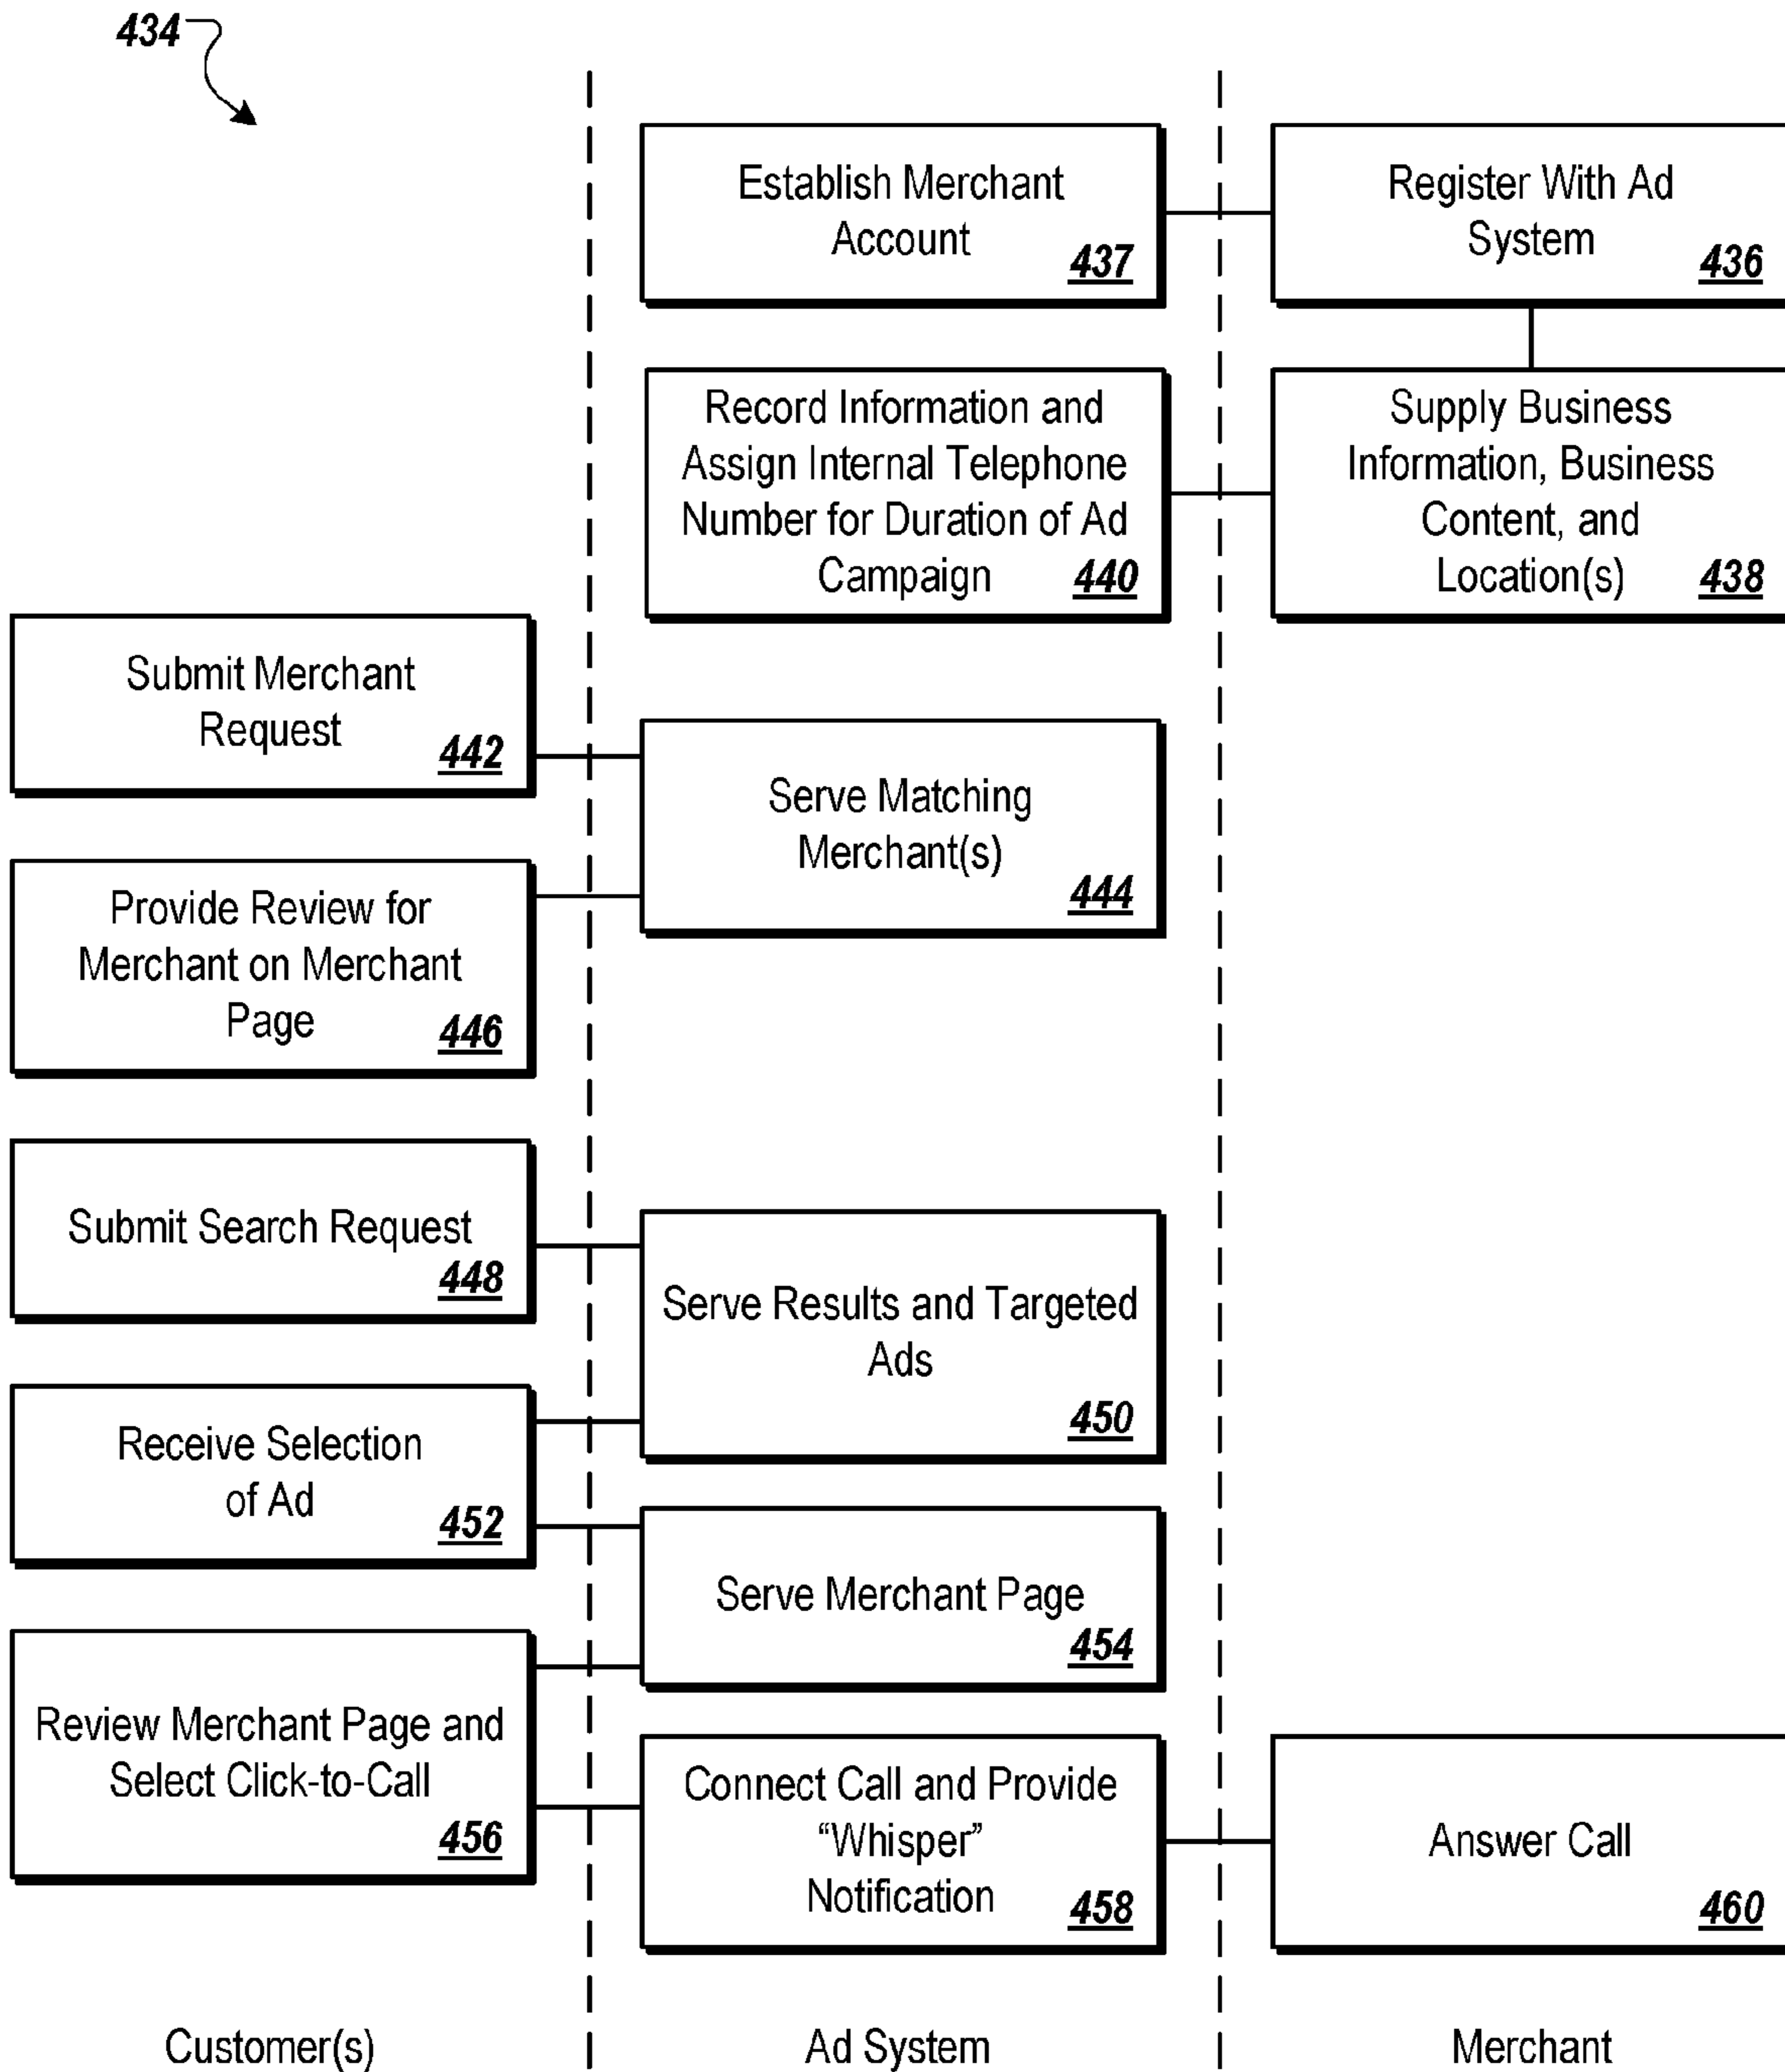 434
Establish Merchant
Account
437
Register With Ad
System
436
Record Information and
Assign Internal Telephone
Number for Duration of Ad
Campaign
440
Supply Business
Information, Business
Content, and
Location(s)
438
Submit Merchant
Request
442
Serve Matching
Merchant(s)
444
Provide Review for
Merchant on Merchant
Page
446
Submit Search Request
448
Serve Results and Targeted
Ads
450
Receive Selection
of Ad
452
Serve Merchant Page
454
Review Merchant Page and
Select Click-to-Call
456
Connect Call and Provide
“Whisper”
Notification
458
Answer Call
460
Customer(s)
Ad System
Merchant